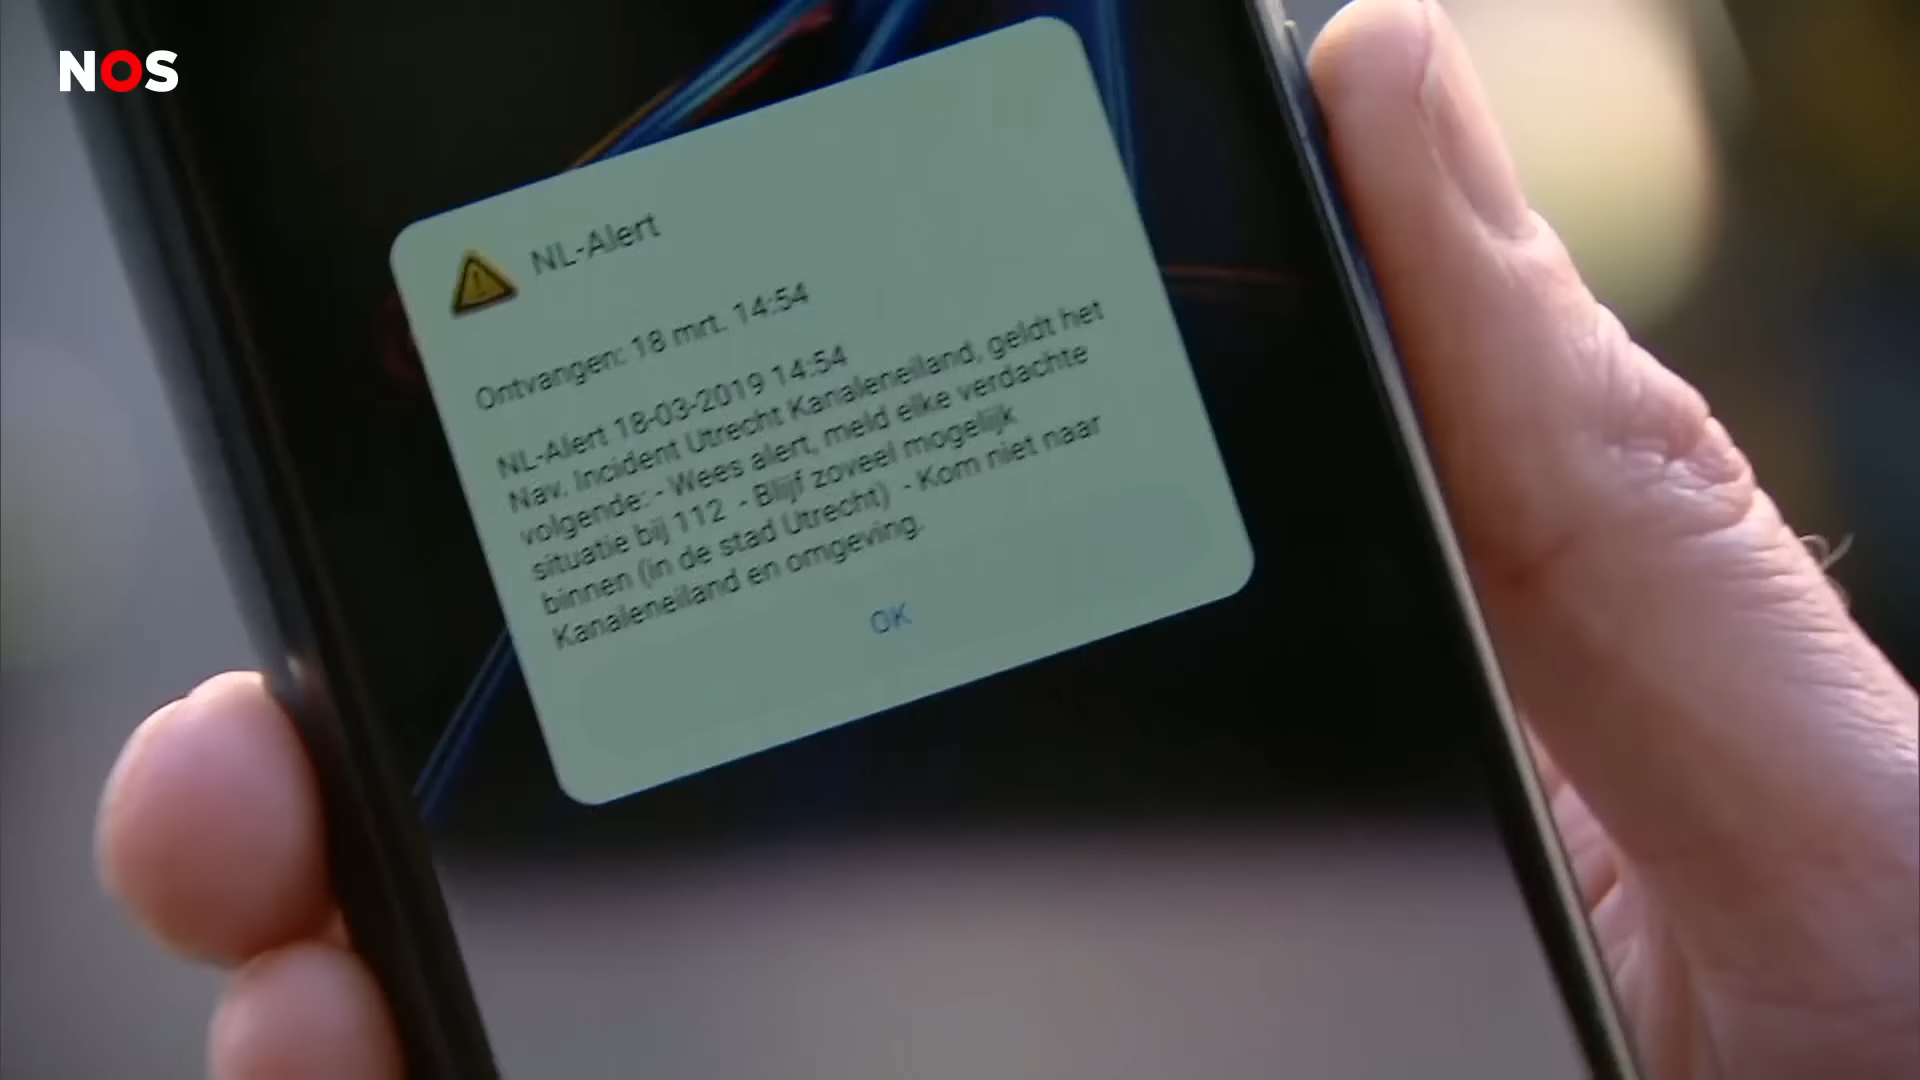 NOS
NL-Alert
Ontvangen: 18 mrt. 14:54
NL-Alert 18-03-2019 14:54
Nav. Incident Utrecht Kanaleneiland, geldt het
volgende: - Wees alert, meld elke verdachte
situatie bij 112 - Blijf zoveel mogelijk
binnen (in de stad Utrecht) - Kom niet naar
Kanaleneiland en omgeving.
OK